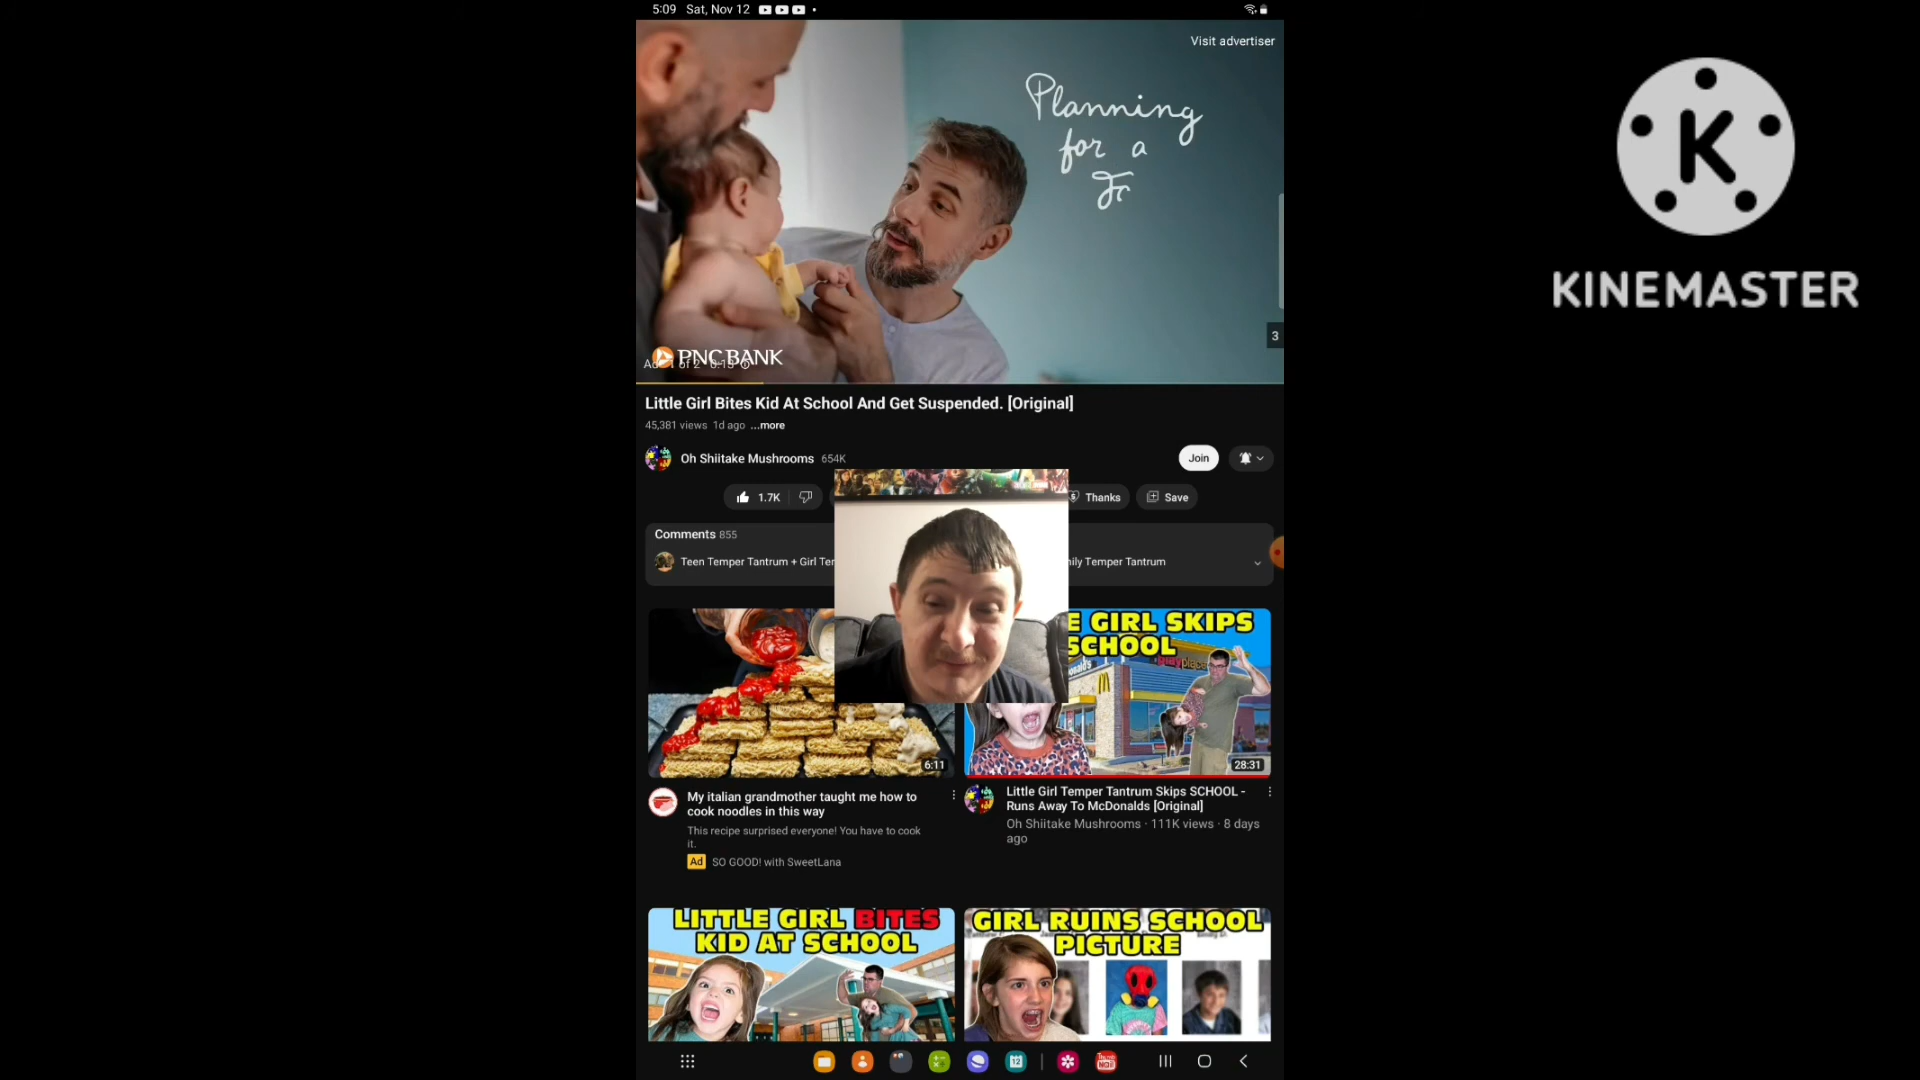 5:09 Sat, Nov 12
Visit advertiser
Planning
for a
PNC BANK
3
Little Girl Bites Kid At School And Get Suspended. [Original]
45,381 views 1d ago ...more
Oh Shiitake Mushrooms 654K
Join
1.7K
Thanks
Save
Comments 855
Teen Temper Tantrum + Girl Ter
ily Temper Tantrum
E GIRL SKIPS
SCHOOL
6:11
28:31
My italian grandmother taught me how to
cook noodles in this way
This recipe surprised everyone! You have to cook
it.
Ad SO GOOD! with SweetLana
Little Girl Temper Tantrum Skips SCHOOL -
Runs Away To McDonalds [Original]
Oh Shiitake Mushrooms · 111K views · 8 days
ago
LITTLE GIRL BITES
KID AT SCHOOL
GIRL RUINS SCHOOL
PICTURE
12
K
KINEMASTER